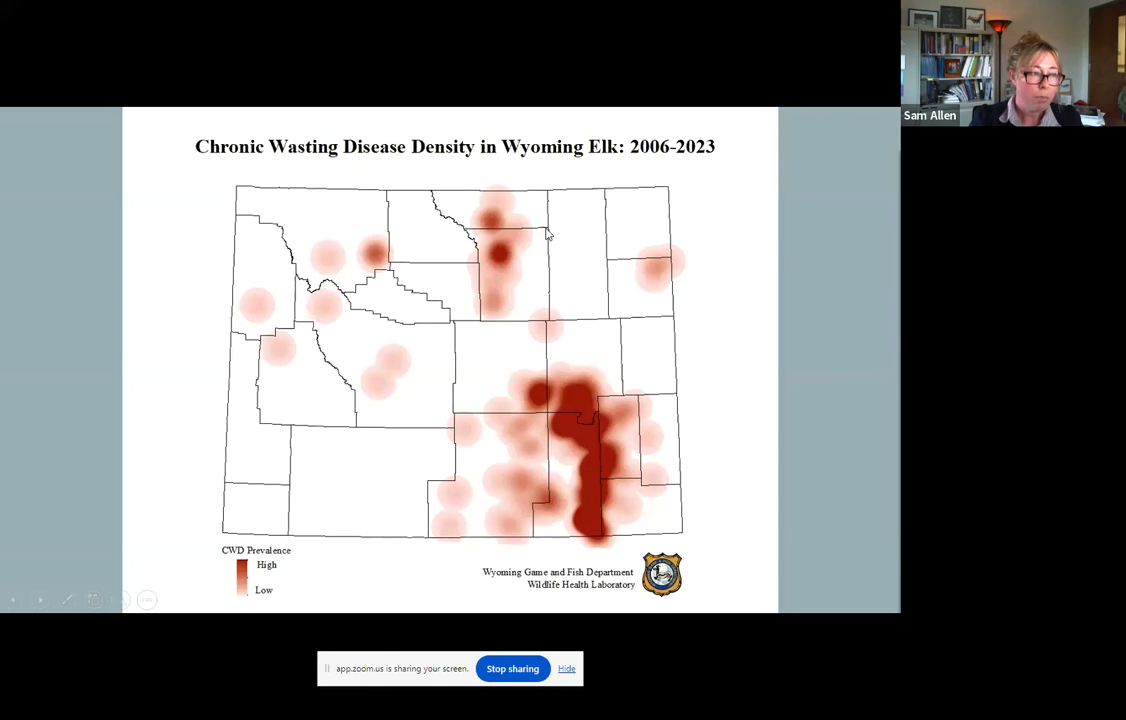 Sam Allen
Chronic Wasting Disease Density in Wyoming Elk: 2006-2023
CWD Prevalence
High
Low
Wyoming Game and Fish Department
Wildlife Health Laboratory
app.zoom.us is sharing your screen.
Stop sharing
Hide